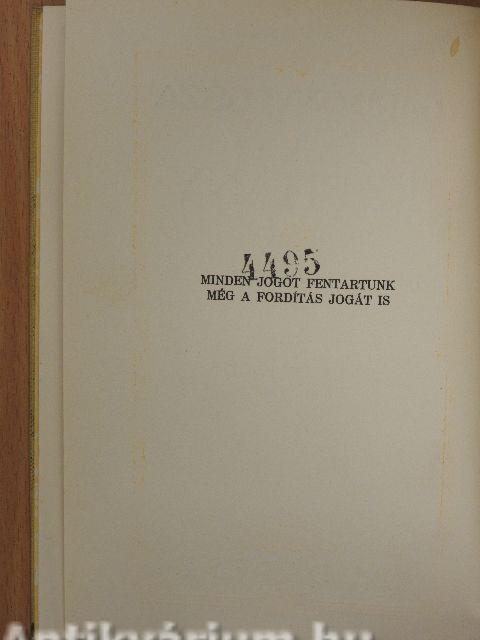 4495
MINDEN JOGOT FENTARTUNK
MÉG A FORDÍTÁS JOGÁT IS
Antikvárium.hu